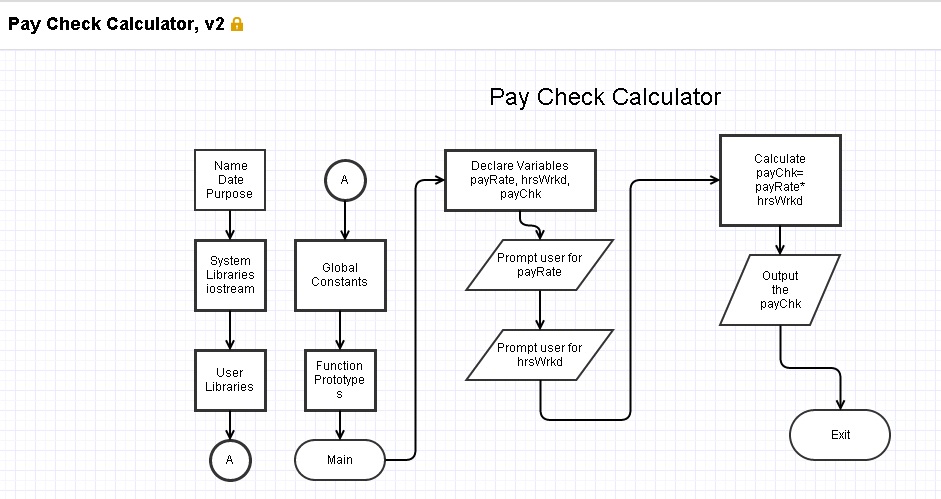 Pay Check Calculator, v2
Pay Check Calculator
Name
Date
Purpose
System
Libraries
iostream
User
Libraries
A
A
Global
Constants
Function
Prototype
s
Main
Declare Variables
payRate, hrsWrkd,
payChk
Prompt user for
payRate
Prompt user for
hrsWrkd
Calculate
payChk=
payRate*
hrsWrkd
Output
the
payChk
Exit